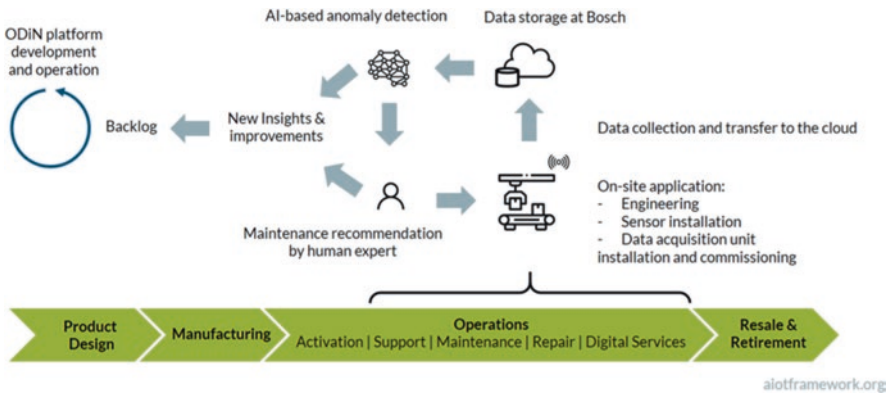 AI-based anomaly detection
Data storage at Bosch
ODiN platform
development
and operation
Backlog
New Insights &
improvements
Data collection and transfer to the cloud
Maintenance recommendation
by human expert
On-site application:
- Engineering
- Sensor installation
- Data acquisition unit
installation and commissioning
Product
Design
Manufacturing
Operations
Activation | Support | Maintenance | Repair | Digital Services
Resale &
Retirement
aiotframework.org